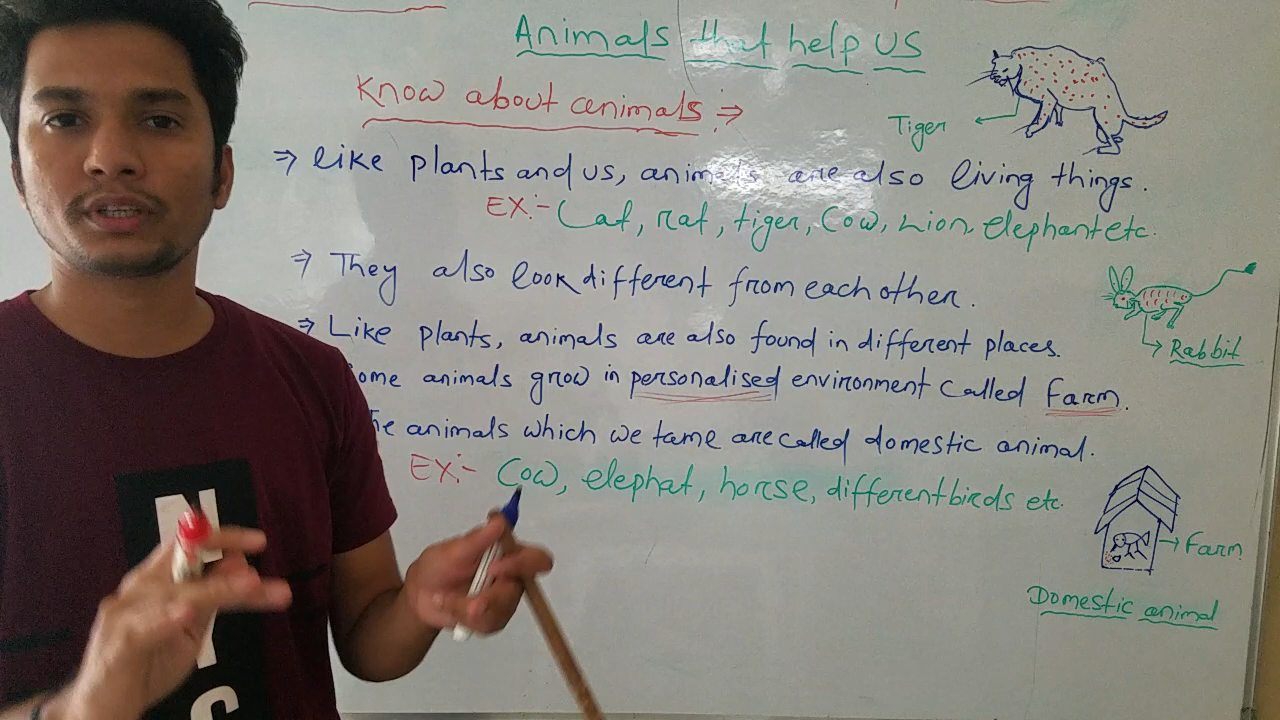 Animals that help us
Know about animals :→
⇒ like plants and us, animals are also living things.
EX:- Cat, rat, tiger, Cow, Lion, elephant etc.
⇒ They also look different from each other.
⇒ Like plants, animals are also found in different places.
ome animals grow in personalised environment called Farm.
he animals which we tame are called domestic animal.
EX:- Cow, elephat, horse, different birds etc.
Tiger
Rabbit
Farm
Domestic animal
N
Y
C